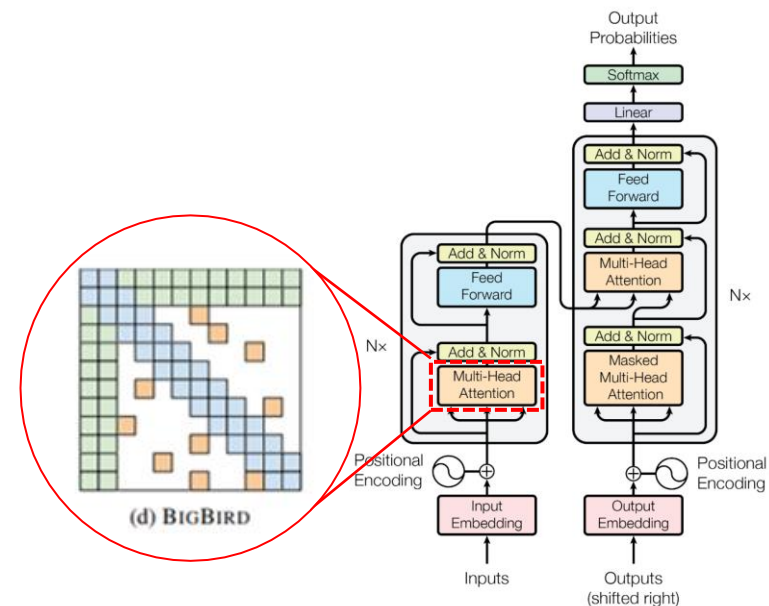 Output
Probabilities
Softmax
Linear
Add & Norm
Feed
Forward
Add & Norm
Multi-Head
Attention
Nx
Add & Norm
Masked
Multi-Head
Attention
Positional
Encoding
Output
Embedding
Outputs
(shifted right)
Add & Norm
Feed
Forward
Nx
Add & Norm
Multi-Head
Attention
Positional
Encoding
Input
Embedding
Inputs
(d) BIGBIRD